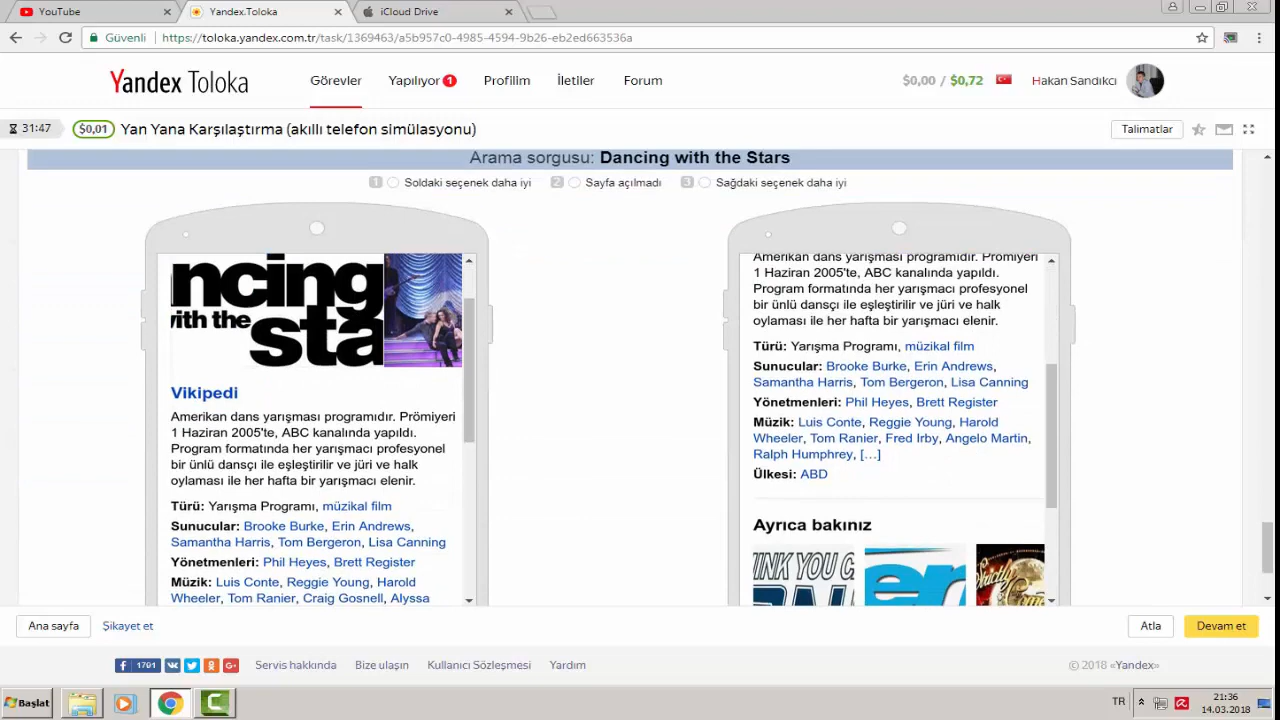 YouTube
Yandex.Toloka
iCloud Drive
Güvenli
https://toloka.yandex.com.tr/task/1369463/a5b957c0-4985-4594-9b26-eb2ed663536a
Yandex Toloka
Görevler
Yapılıyor 1
Profilim
İletiler
Forum
$0,00 / $0,72
Hakan Sandıkcı
31:47
$0,01
Yan Yana Karşılaştırma (akıllı telefon simülasyonu)
Talimatlar
Arama sorgusu: Dancing with the Stars
1 Soldaki seçenek daha iyi
2 Sayfa açılmadı
3 Sağdaki seçenek daha iyi
ncing
with the
sta
Vikipedi
Amerikan dans yarışması programıdır. Prömiyeri
1 Haziran 2005'te, ABC kanalında yapıldı.
Program formatında her yarışmacı profesyonel
bir ünlü dansçı ile eşleştirilir ve jüri ve halk
oylaması ile her hafta bir yarışmacı elenir.
Türü: Yarışma Programı, müzikal film
Sunucular: Brooke Burke, Erin Andrews,
Samantha Harris, Tom Bergeron, Lisa Canning
Yönetmenleri: Phil Heyes, Brett Register
Müzik: Luis Conte, Reggie Young, Harold
Wheeler, Tom Ranier, Craig Gosnell, Alyssa
Amerikan dans yarışması programıdır. Prömiyeri
1 Haziran 2005'te, ABC kanalında yapıldı.
Program formatında her yarışmacı profesyonel
bir ünlü dansçı ile eşleştirilir ve jüri ve halk
oylaması ile her hafta bir yarışmacı elenir.
Türü: Yarışma Programı, müzikal film
Sunucular: Brooke Burke, Erin Andrews,
Samantha Harris, Tom Bergeron, Lisa Canning
Yönetmenleri: Phil Heyes, Brett Register
Müzik: Luis Conte, Reggie Young, Harold
Wheeler, Tom Ranier, Fred Irby, Angelo Martin,
Ralph Humphrey, […]
Ülkesi: ABD
Ayrıca bakınız
INK YOU C
Strictly
Come
Ana sayfa
Şikayet et
Atla
Devam et
1701
Servis hakkında
Bize ulaşın
Kullanıcı Sözleşmesi
Yardım
© 2018 «Yandex»
Başlat
TR
21:36
14.03.2018